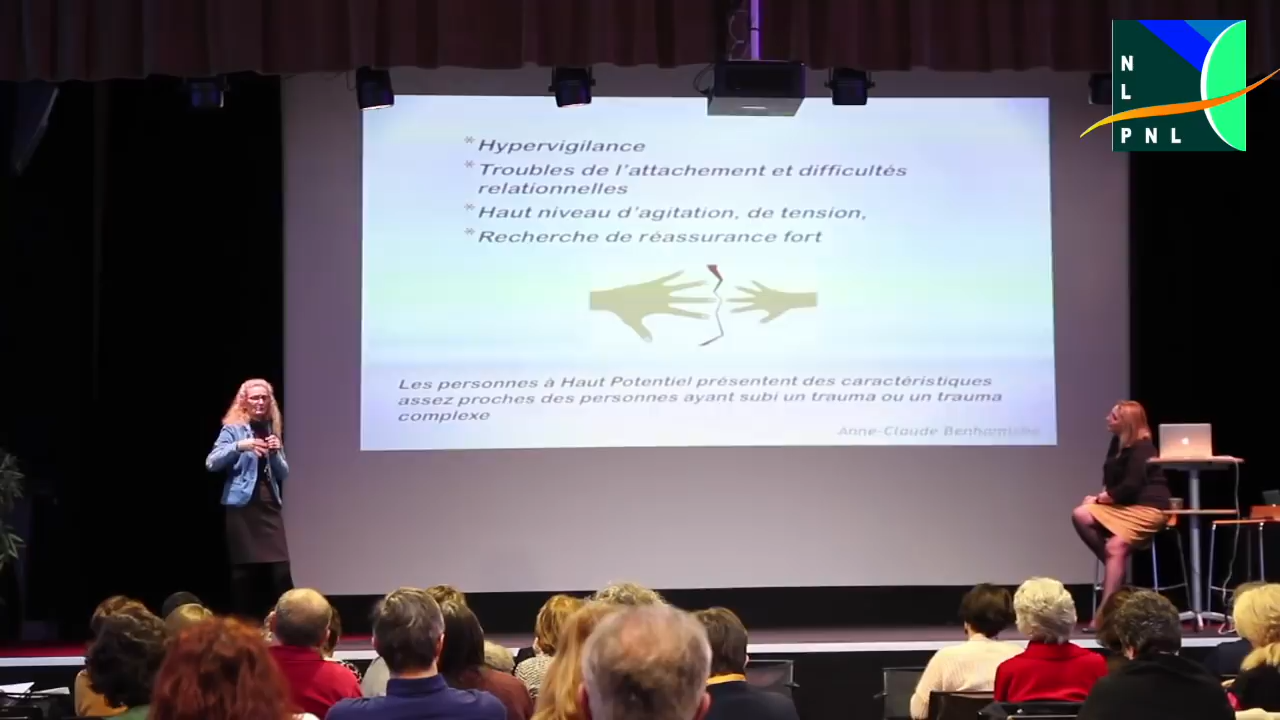 N
L
P N L
* Hypervigilance
* Troubles de l'attachement et difficultés
relationnelles
* Haut niveau d'agitation, de tension,
* Recherche de réassurance fort
Les personnes à Haut Potentiel présentent des caractéristiques
assez proches des personnes ayant subi un trauma ou un trauma
complexe
Anne-Claude